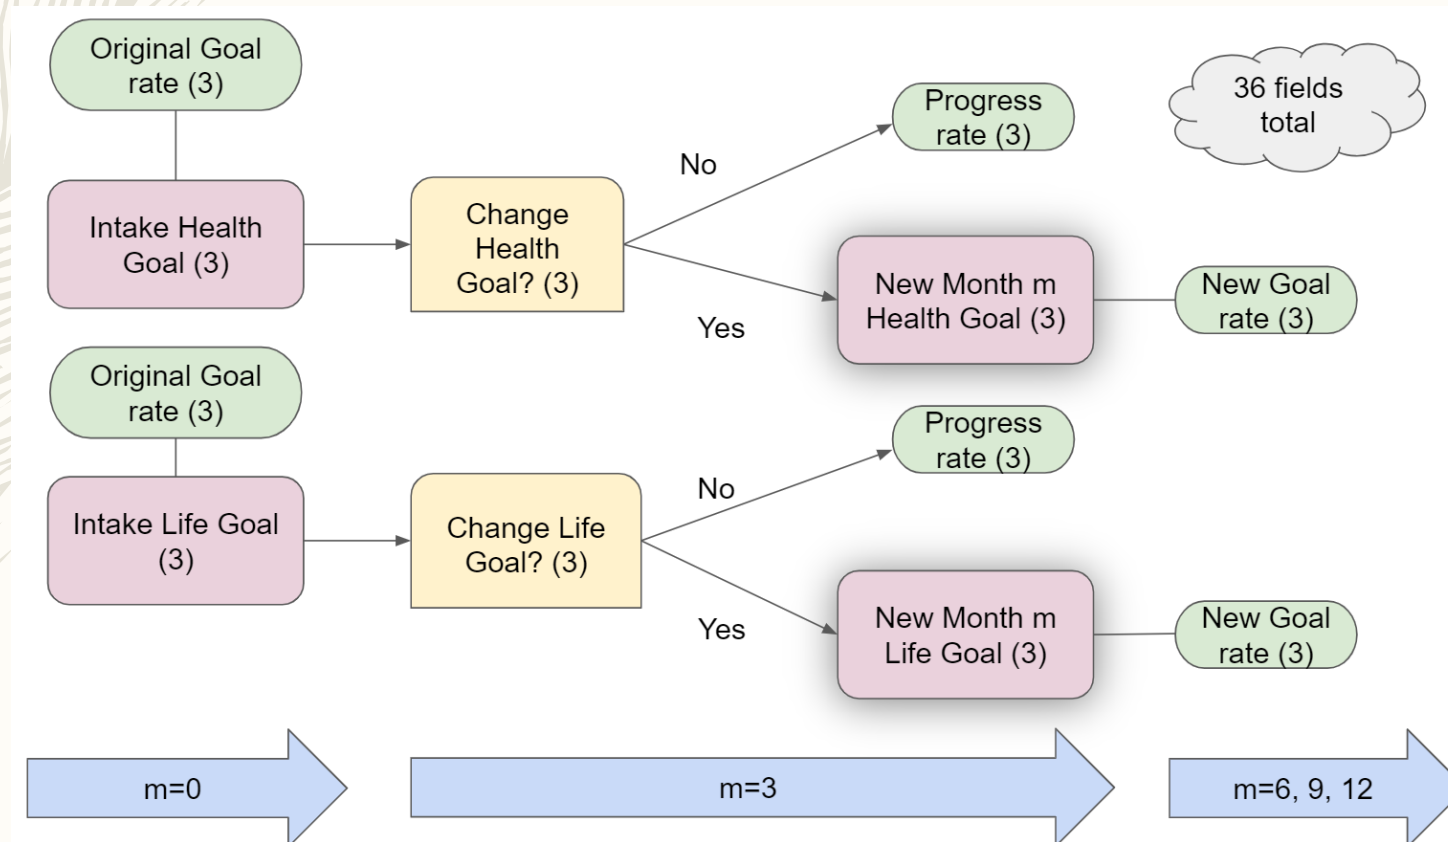 Original Goal
rate (3)
Progress
rate (3)
36 fields
total
No
Intake Health
Goal (3)
Change
Health
Goal? (3)
New Month m
Health Goal (3)
New Goal
rate (3)
Yes
Original Goal
rate (3)
Progress
rate (3)
No
Intake Life Goal
(3)
Change Life
Goal? (3)
Yes
New Month m
Life Goal (3)
New Goal
rate (3)
m=0
m=3
m=6, 9, 12